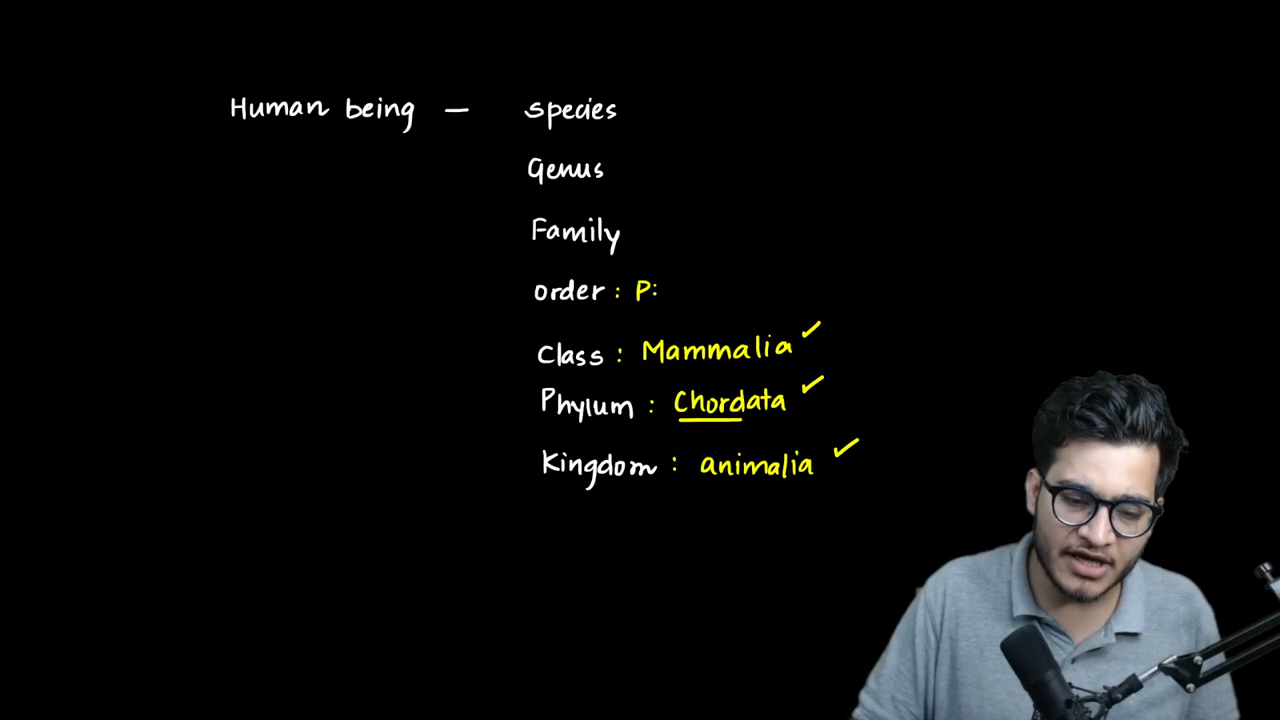 Human being — species
Genus
Family
order : P:
Class : Mammalia ✓
Phylum : Chordata ✓
Kingdom : animalia ✓